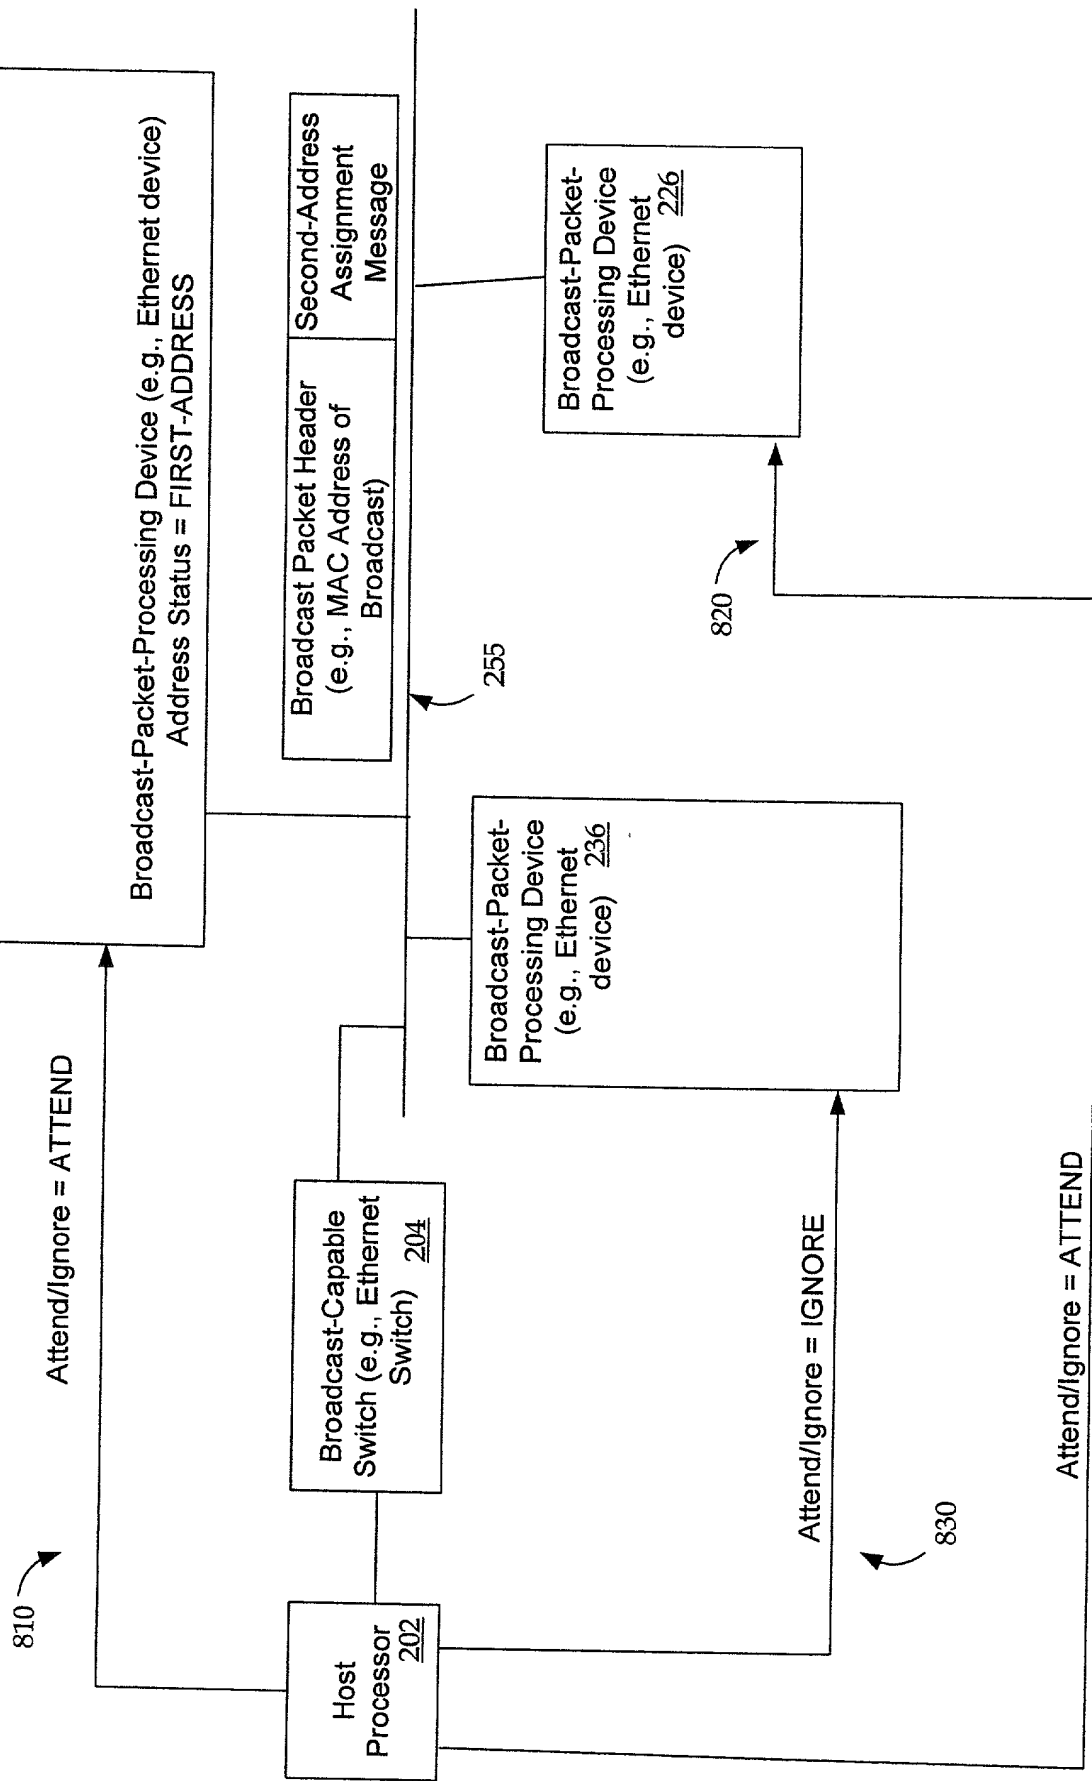 810
Attend/Ignore = ATTEND
Broadcast-Packet-Processing Device (e.g., Ethernet device)
Address Status = FIRST-ADDRESS
Host
Processor
202
Broadcast-Capable
Switch (e.g., Ethernet
Switch) 204
Broadcast Packet Header
(e.g., MAC Address of
Broadcast)
Second-Address
Assignment
Message
255
Broadcast-Packet-
Processing Device
(e.g., Ethernet
device) 236
Broadcast-Packet-
Processing Device
(e.g., Ethernet
device) 226
820
Attend/Ignore = IGNORE
830
Attend/Ignore = ATTEND